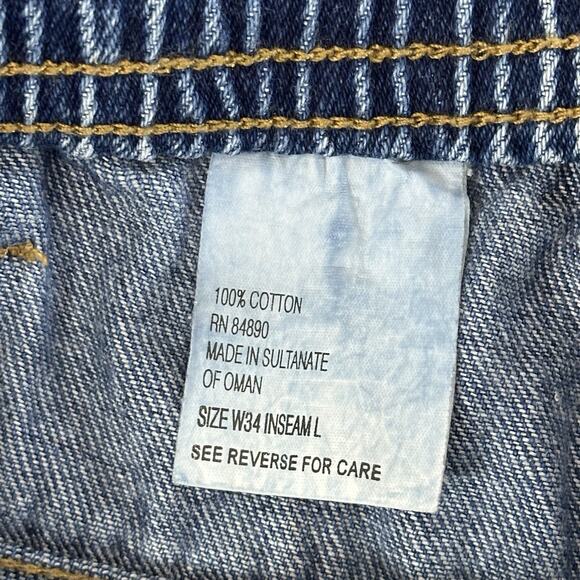 100% COTTON
RN 84890
MADE IN SULTANATE
OF OMAN
SIZE W34 INSEAM L
SEE REVERSE FOR CARE